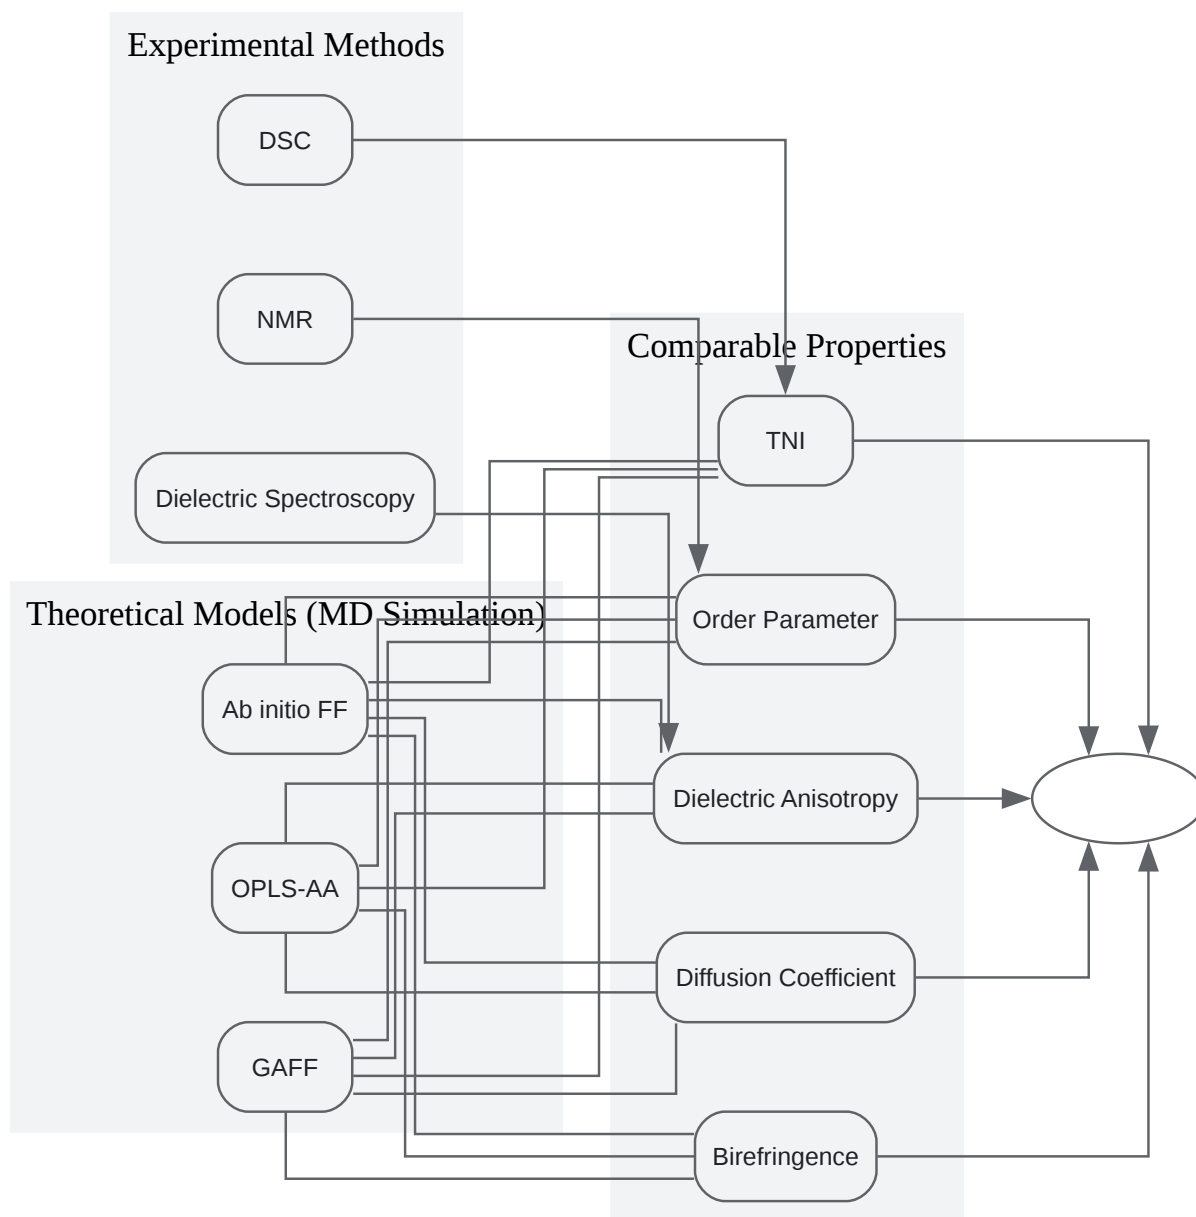 Experimental Methods
DSC
NMR
Dielectric Spectroscopy
Theoretical Models (MD Simulation)
Ab initio FF
OPLS-AA
GAFF
Comparable Properties
TNI
Order Parameter
Dielectric Anisotropy
Diffusion Coefficient
Birefringence